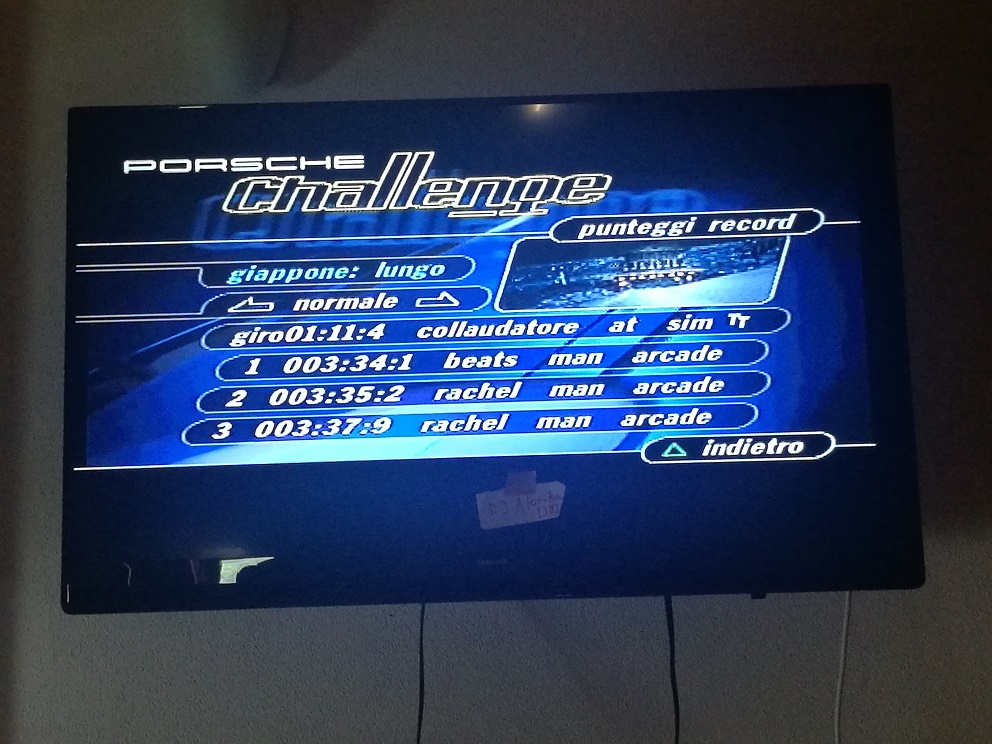 PORSCHE
Challenge
punteggi record
giappone: lungo
normale
giro01:11:4 collaudatore at sim TT
1 003:34:1 beats man arcade
2 003:35:2 rachel man arcade
3 003:37:9 rachel man arcade
indietro